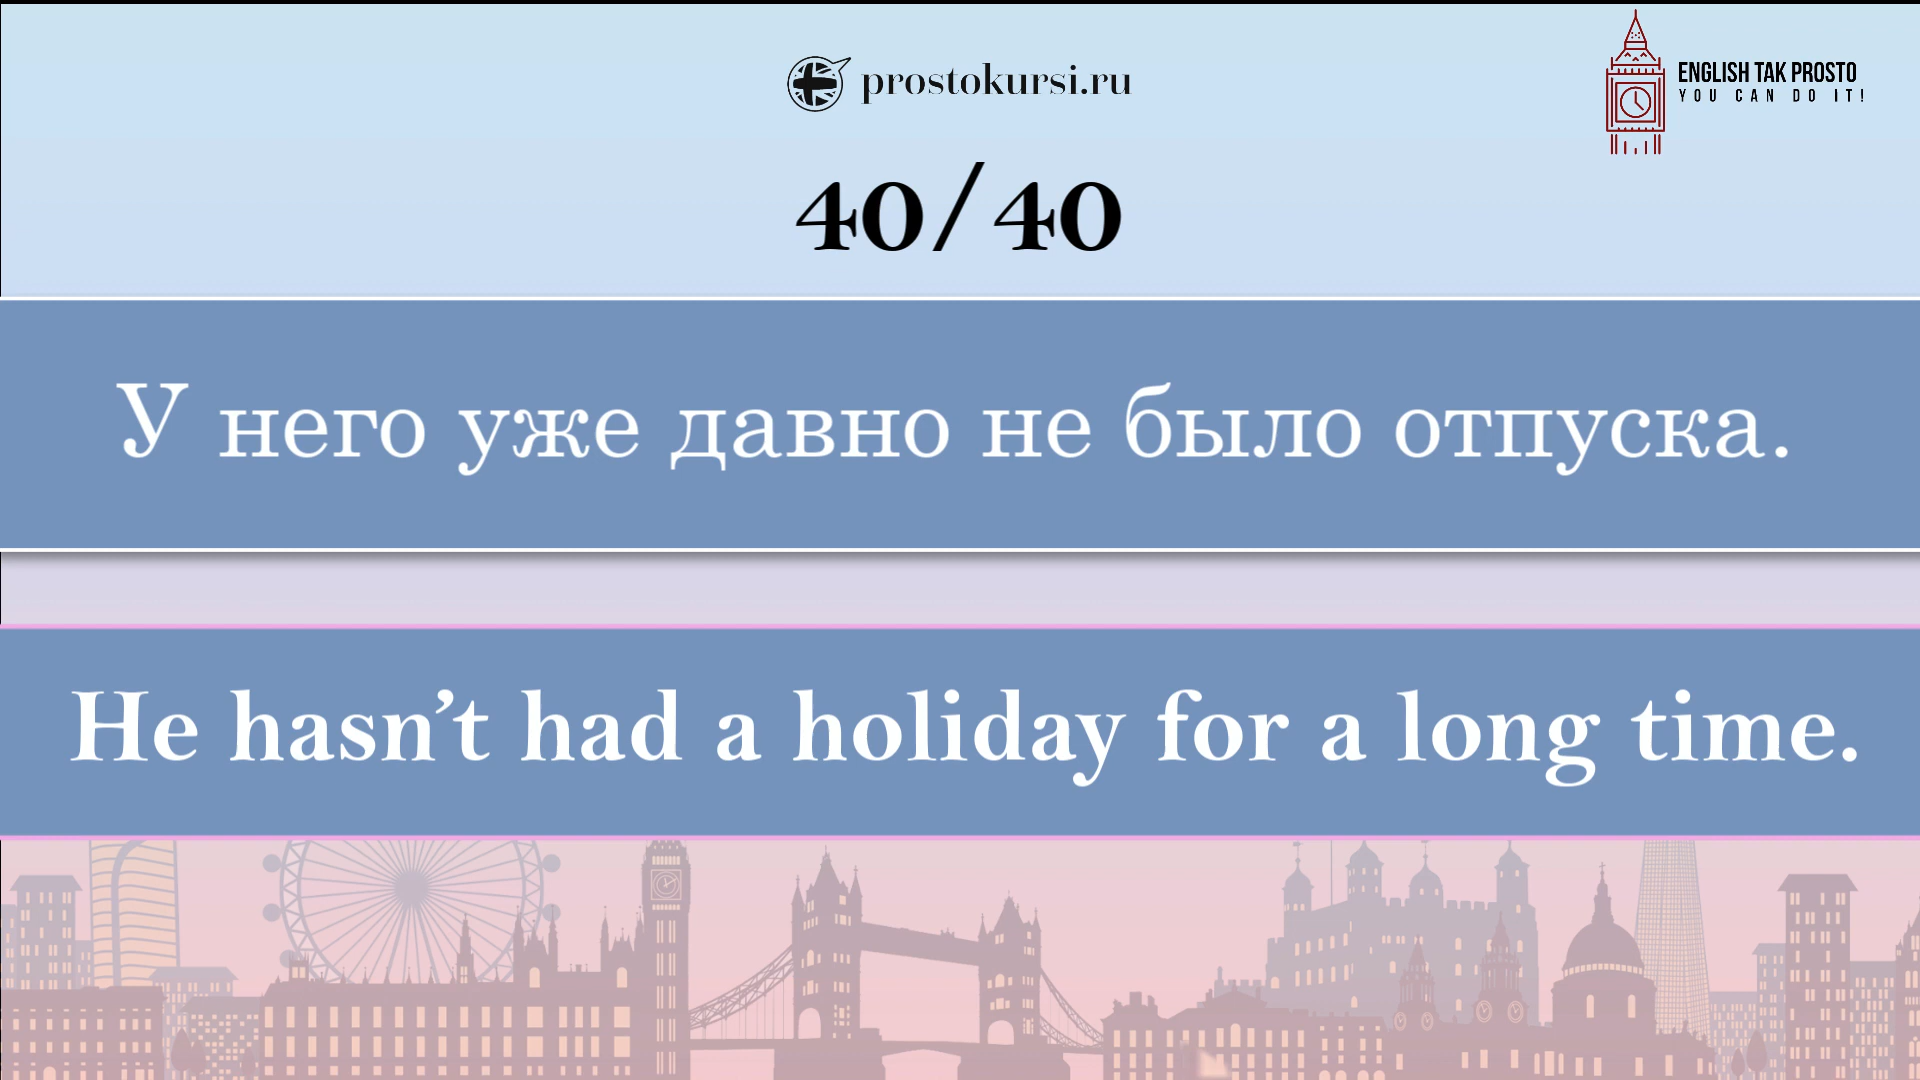 prostokursi.ru
ENGLISH TAK PROSTO
YOU CAN DO IT!
40/40
У него уже давно не было отпуска.
He hasn’t had a holiday for a long time.